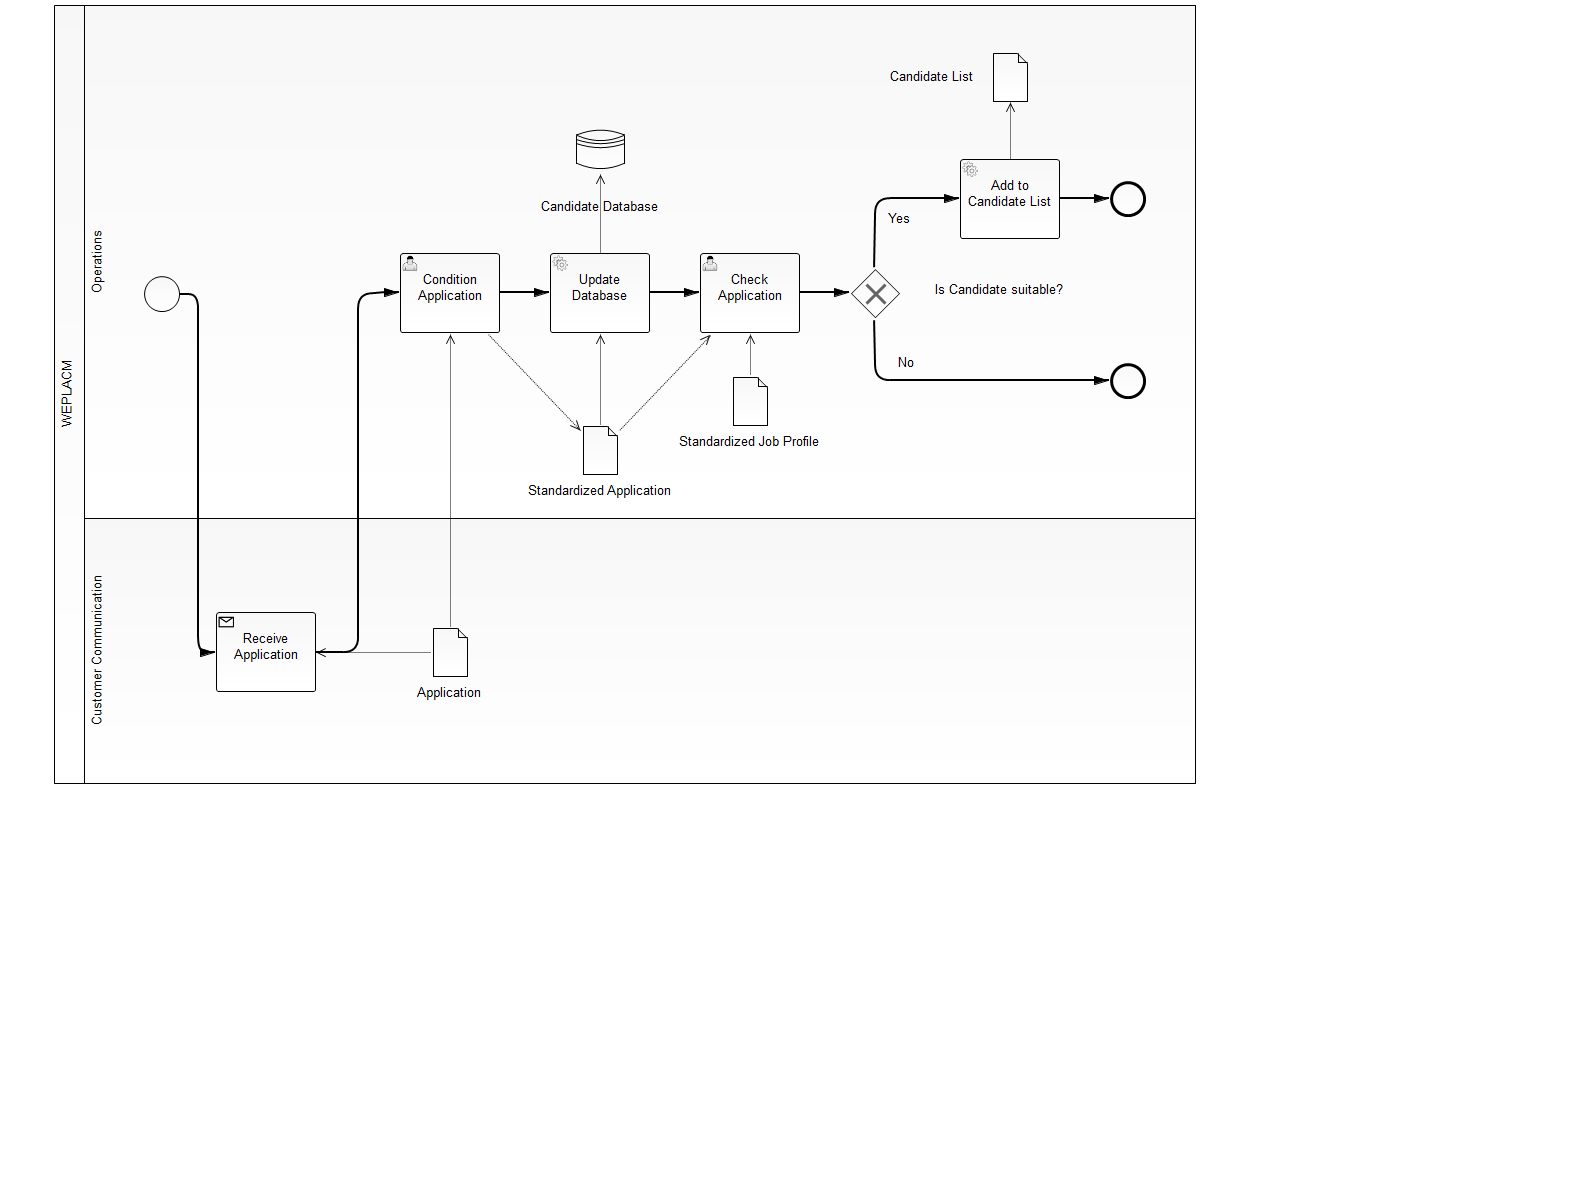 WEPLACM
Operations
Candidate List
Add to
Candidate List
Candidate Database
Yes
Condition
Application
Update
Database
Check
Application
Is Candidate suitable?
No
Standardized Job Profile
Standardized Application
Customer Communication
Receive
Application
Application